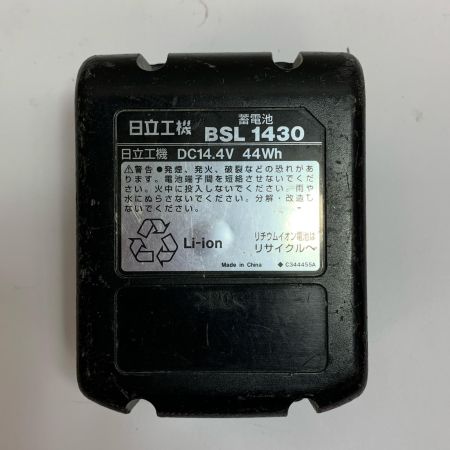 蓄電池
日立工機 BSL 1430
日立工機 DC14.4V 44Wh
⚠警告 ●発煙、発火、破裂などの恐れがあ
ります。電池端子間を短絡させないでくだ
さい。火中に投入しないでください。雨や
水にぬらさないでください。分解・改造し
ないでください。
Li-ion
リチウムイオン電池は
リサイクルへ
Made in China
◆ C344455A